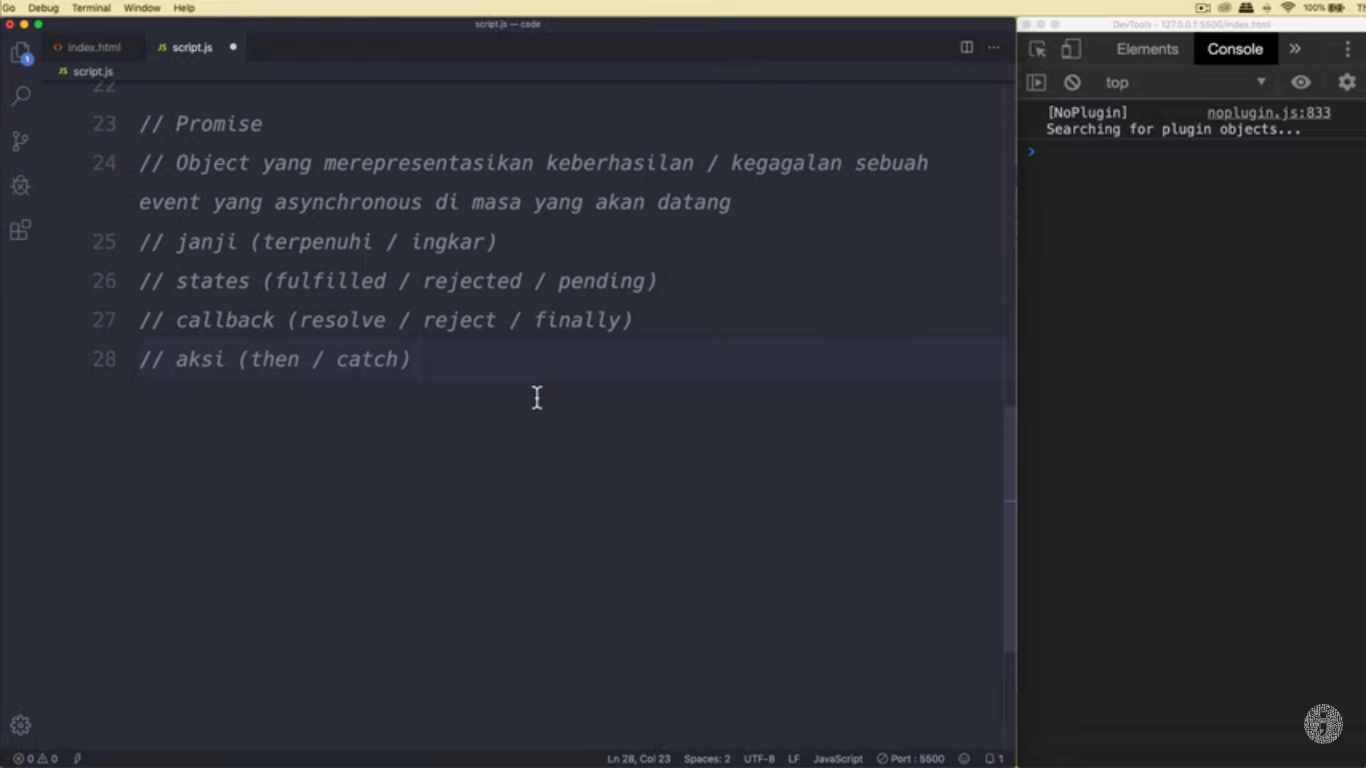 Go Debug Terminal Window Help
100%
script.js — code
DevTools - 127.0.0.1:5500/index.html
index.html
script.js
Elements
Console
script.js
top
22
[NoPlugin] noplugin.js:833
Searching for plugin objects...
23 // Promise
24 // Object yang merepresentasikan keberhasilan / kegagalan sebuah
event yang asynchronous di masa yang akan datang
25 // janji (terpenuhi / ingkar)
26 // states (fulfilled / rejected / pending)
27 // callback (resolve / reject / finally)
28 // aksi (then / catch)
0 0 Ln 28, Col 23 Spaces: 2 UTF-8 LF JavaScript Port : 5500 1